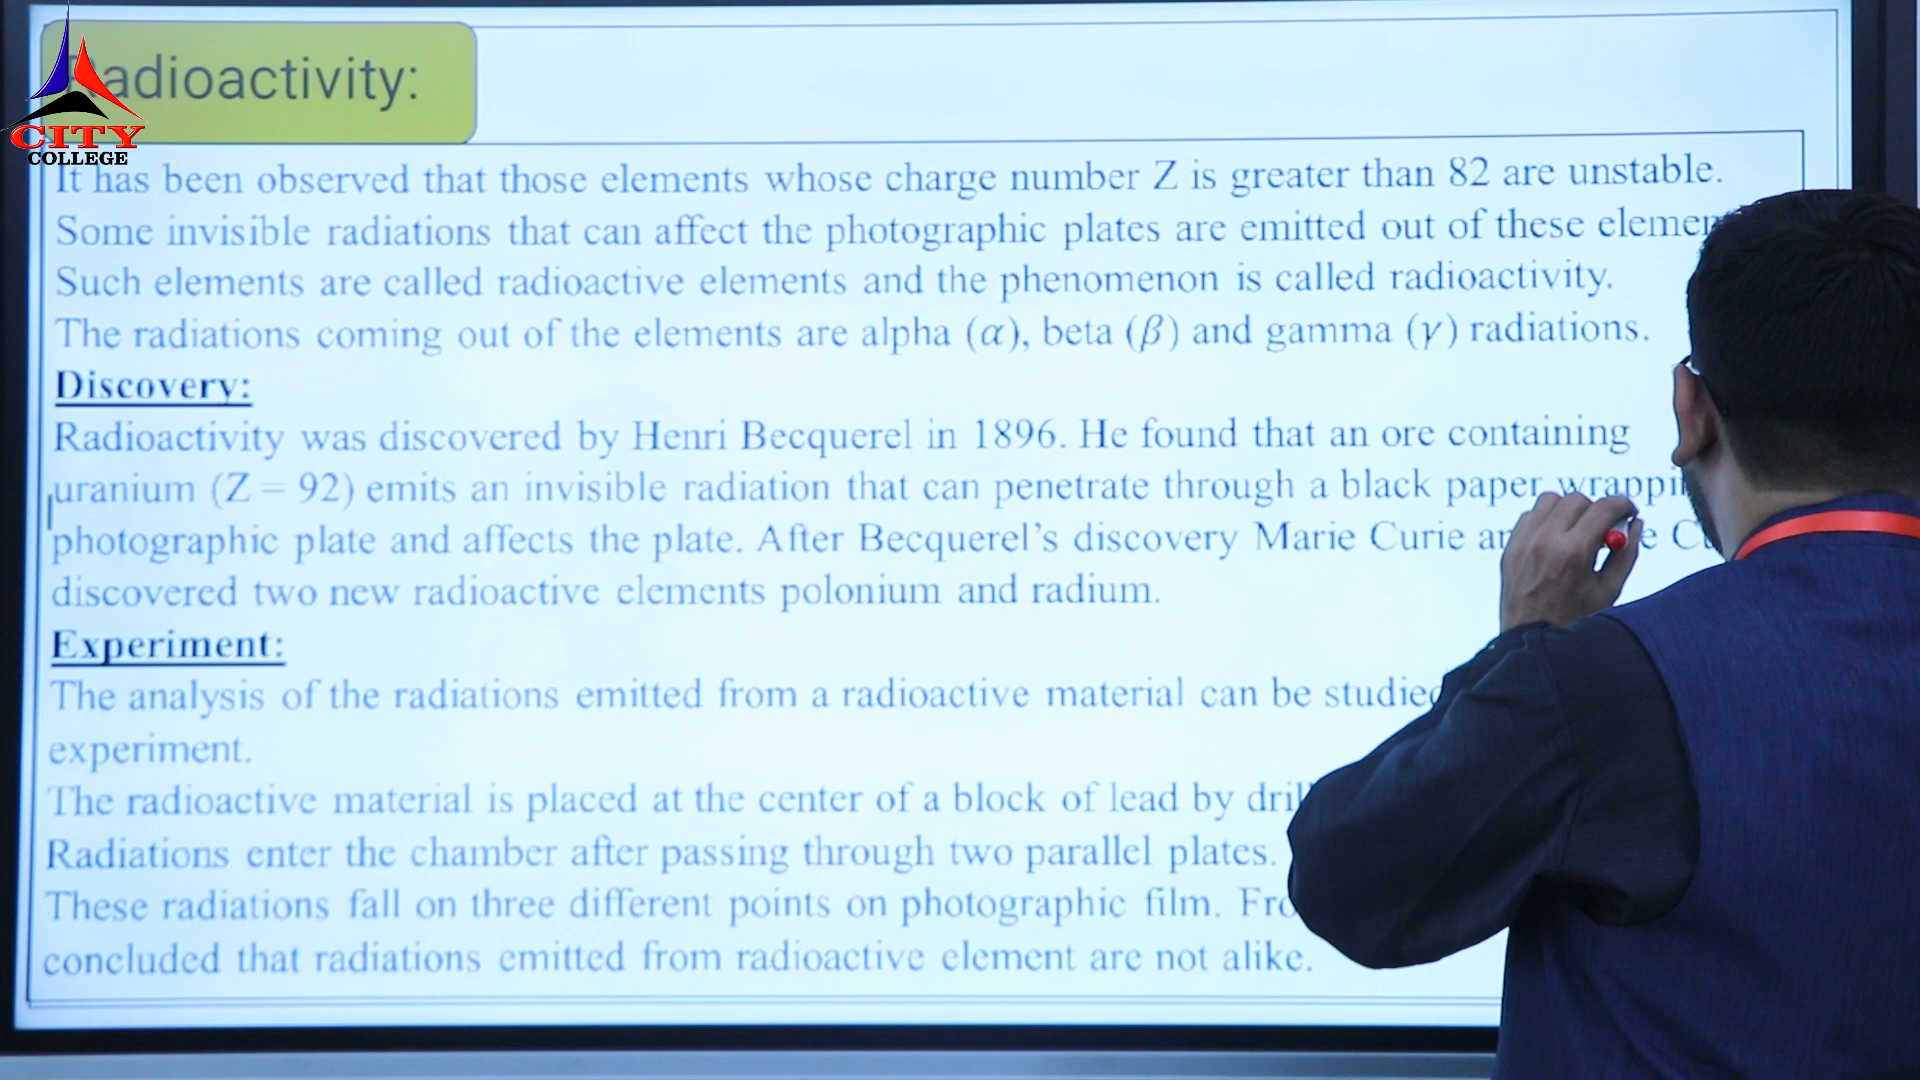 Radioactivity:
CITY
COLLEGE
It has been observed that those elements whose charge number Z is greater than 82 are unstable.
Some invisible radiations that can affect the photographic plates are emitted out of these
Such elements are called radioactive elements and the phenomenon is called radioactivity.
The radiations coming out of the elements are alpha (α), beta (β) and gamma (γ) radiations.
Discovery:
Radioactivity was discovered by Henri Becquerel in 1896. He found that an ore containing
uranium (Z = 92) emits an invisible radiation that can penetrate through a black paper
photographic plate and affects the plate. After Becquerel's discovery Marie Curie
discovered two new radioactive elements polonium and radium.
Experiment:
The analysis of the radiations emitted from a radioactive material can be
experiment.
The radioactive material is placed at the center of a block of lead by
Radiations enter the chamber after passing through two parallel plates.
These radiations fall on three different points on photographic film.
concluded that radiations emitted from radioactive element are not alike.